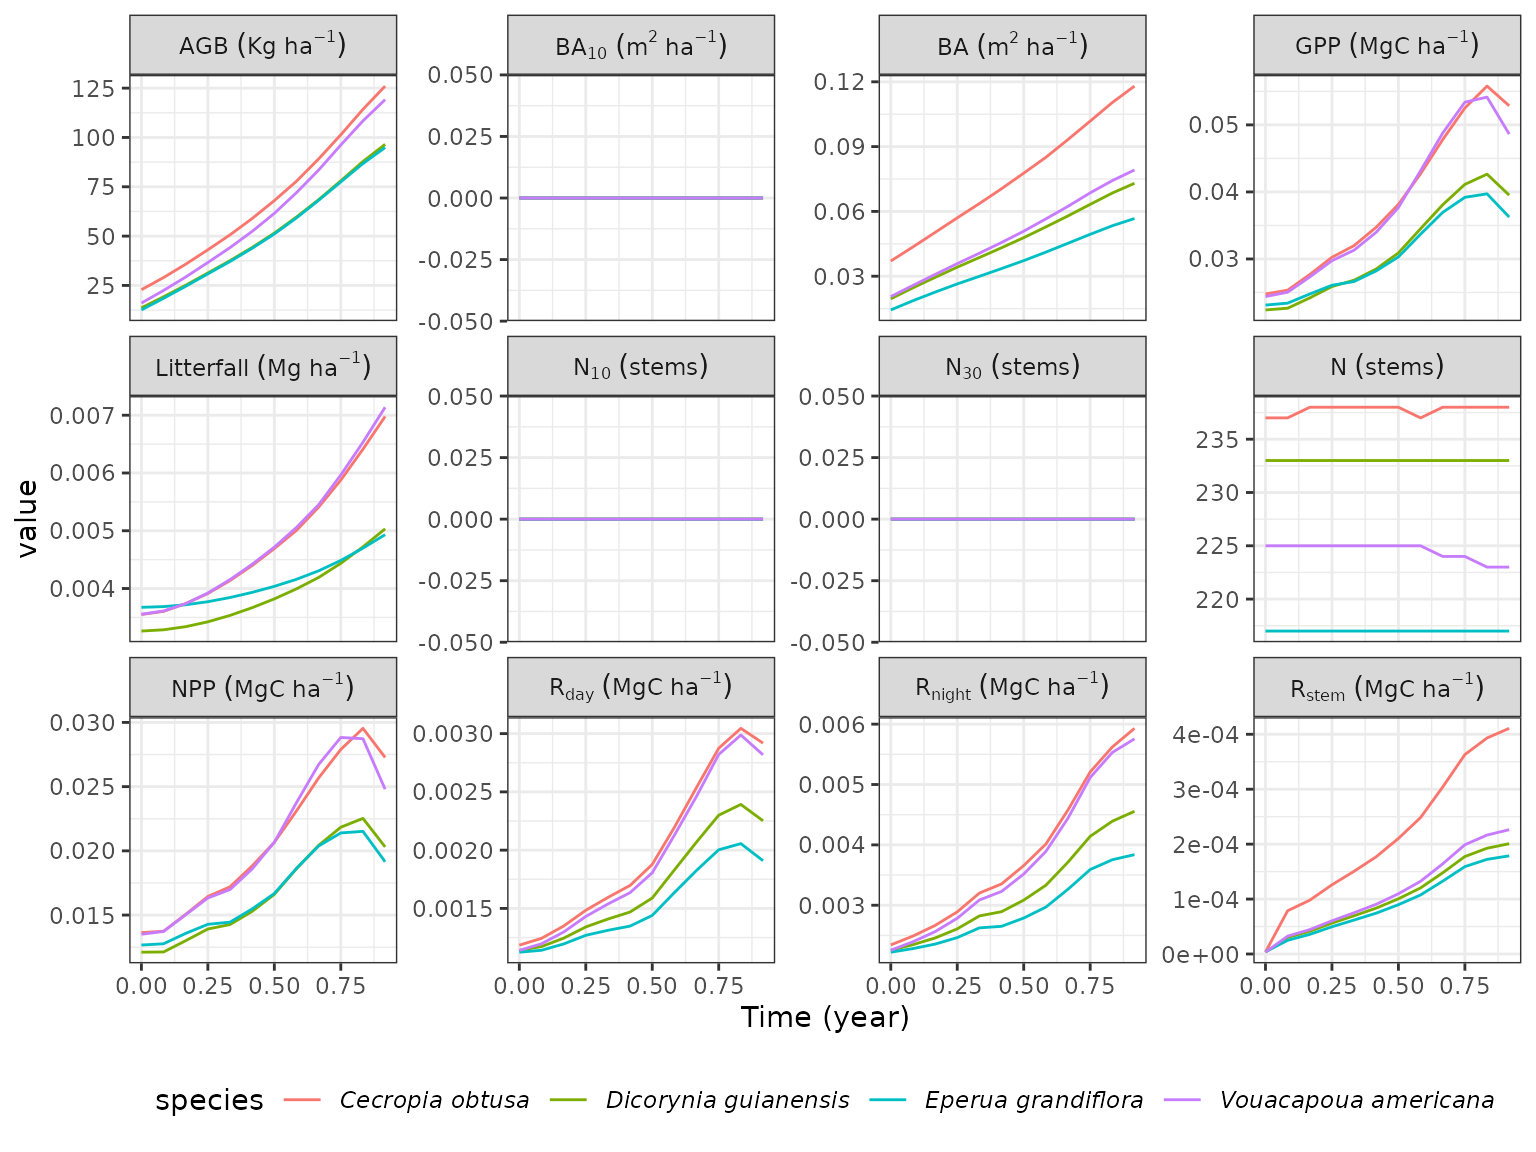 AGB (Kg ha⁻¹)
BA₁₀ (m² ha⁻¹)
BA (m² ha⁻¹)
GPP (MgC ha⁻¹)
125
100
75
50
25
0.050
0.025
0.000
-0.025
-0.050
0.12
0.09
0.06
0.03
0.05
0.04
0.03
Litterfall (Mg ha⁻¹)
N₁₀ (stems)
N₃₀ (stems)
N (stems)
0.007
0.006
0.005
0.004
0.050
0.025
0.000
-0.025
-0.050
0.050
0.025
0.000
-0.025
-0.050
235
230
225
220
value
NPP (MgC ha⁻¹)
R_day (MgC ha⁻¹)
R_night (MgC ha⁻¹)
R_stem (MgC ha⁻¹)
0.030
0.025
0.020
0.015
0.0030
0.0025
0.0020
0.0015
0.006
0.005
0.004
0.003
4e-04
3e-04
2e-04
1e-04
0e+00
0.00 0.25 0.50 0.75
0.00 0.25 0.50 0.75
0.00 0.25 0.50 0.75
0.00 0.25 0.50 0.75
Time (year)
species Cecropia obtusa Dicorynia guianensis Eperua grandiflora Vouacapoua americana